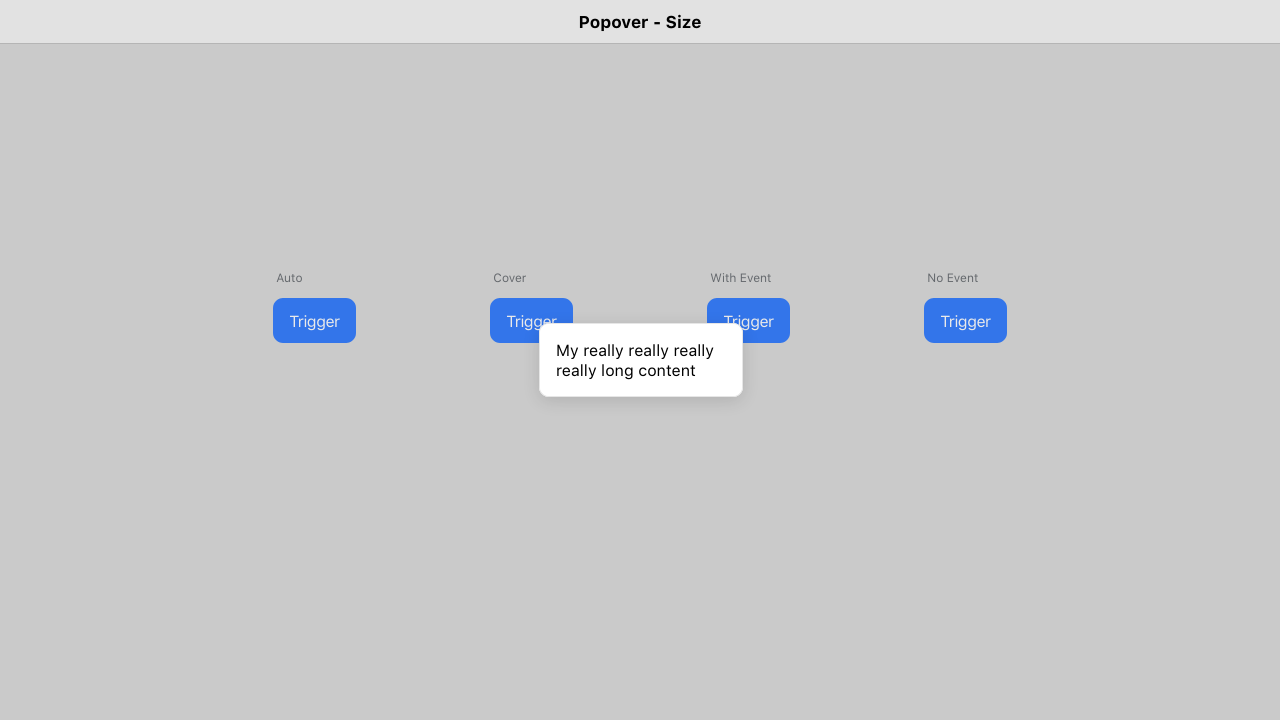 Popover - Size
Auto
Cover
With Event
No Event
Trigger
Trigger
Trigger
Trigger
My really really really
really long content